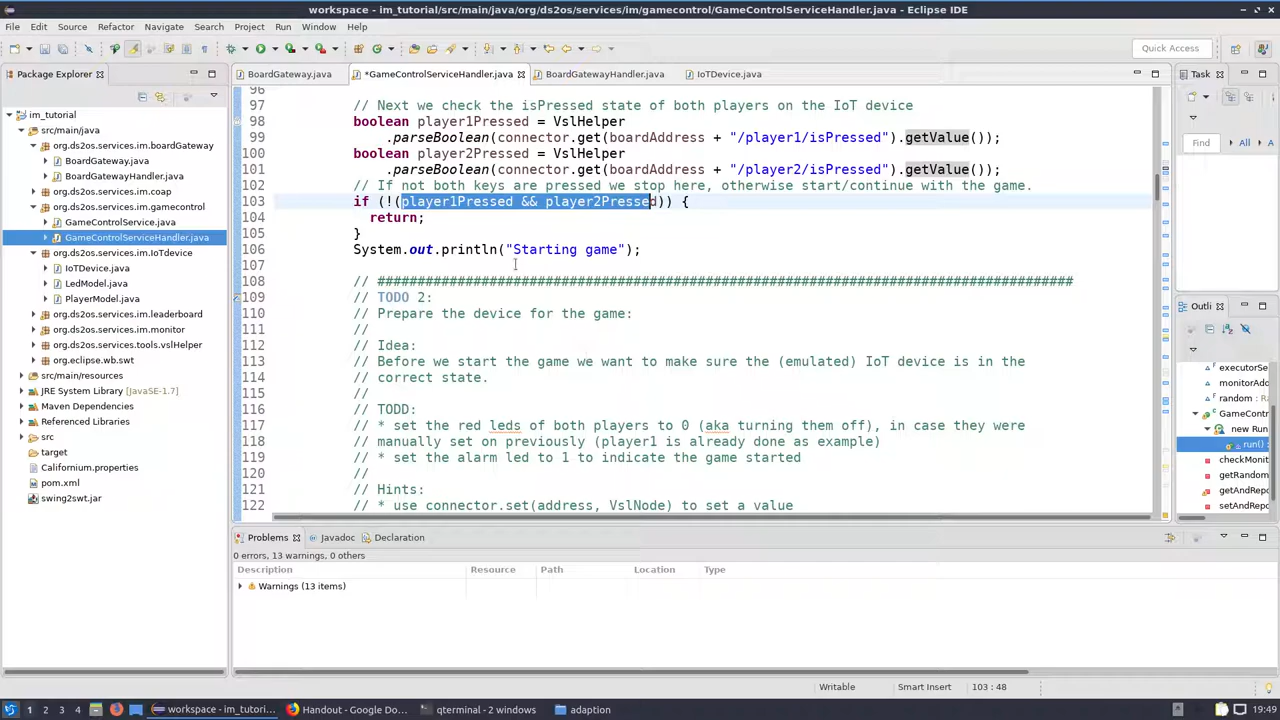 workspace - im_tutorial/src/main/java/org/ds2os/services/im/gamecontrol/GameControlServiceHandler.java - Eclipse IDE
File Edit Source Refactor Navigate Search Project Run Window Help
Quick Access
Package Explorer
BoardGateway.java
*GameControlServiceHandler.java
BoardGatewayHandler.java
IoTDevice.java
Task
im_tutorial
src/main/java
org.ds2os.services.im.boardGateway
BoardGateway.java
BoardGatewayHandler.java
org.ds2os.services.im.coap
org.ds2os.services.im.gamecontrol
GameControlService.java
GameControlServiceHandler.java
org.ds2os.services.im.IoTdevice
IoTDevice.java
LedModel.java
PlayerModel.java
org.ds2os.services.im.leaderboard
org.ds2os.services.im.monitor
org.ds2os.services.tools.vslHelper
org.eclipse.wb.swt
src/main/resources
JRE System Library [JavaSE-1.7]
Maven Dependencies
Referenced Libraries
src
target
Californium.properties
pom.xml
swing2swt.jar
96
97 // Next we check the isPressed state of both players on the IoT device
98 boolean player1Pressed = VslHelper
99 .parseBoolean(connector.get(boardAddress + "/player1/isPressed").getValue());
100 boolean player2Pressed = VslHelper
101 .parseBoolean(connector.get(boardAddress + "/player2/isPressed").getValue());
102 // If not both keys are pressed we stop here, otherwise start/continue with the game.
103 if (!(player1Pressed && player2Pressed)) {
104 return;
105 }
106 System.out.println("Starting game");
107
108 // #######################################################################################
109 // TODO 2:
110 // Prepare the device for the game:
111 //
112 // Idea:
113 // Before we start the game we want to make sure the (emulated) IoT device is in the
114 // correct state.
115 //
116 // TODD:
117 // * set the red leds of both players to 0 (aka turning them off), in case they were
118 // manually set on previously (player1 is already done as example)
119 // * set the alarm led to 1 to indicate the game started
120 //
121 // Hints:
122 // * use connector.set(address, VslNode) to set a value
Find All
Outli
executorSe
monitorAdd
random : Ra
GameContr
new Run
run() :
checkMonit
getRandom
getAndRepo
setAndRepo
Problems Javadoc Declaration
0 errors, 13 warnings, 0 others
Description Resource Path Location Type
Warnings (13 items)
Writable Smart Insert 103 : 48
1 2 3 4 workspace - im_tutori... Handout - Google Do... qterminal - 2 windows adaption 19:49